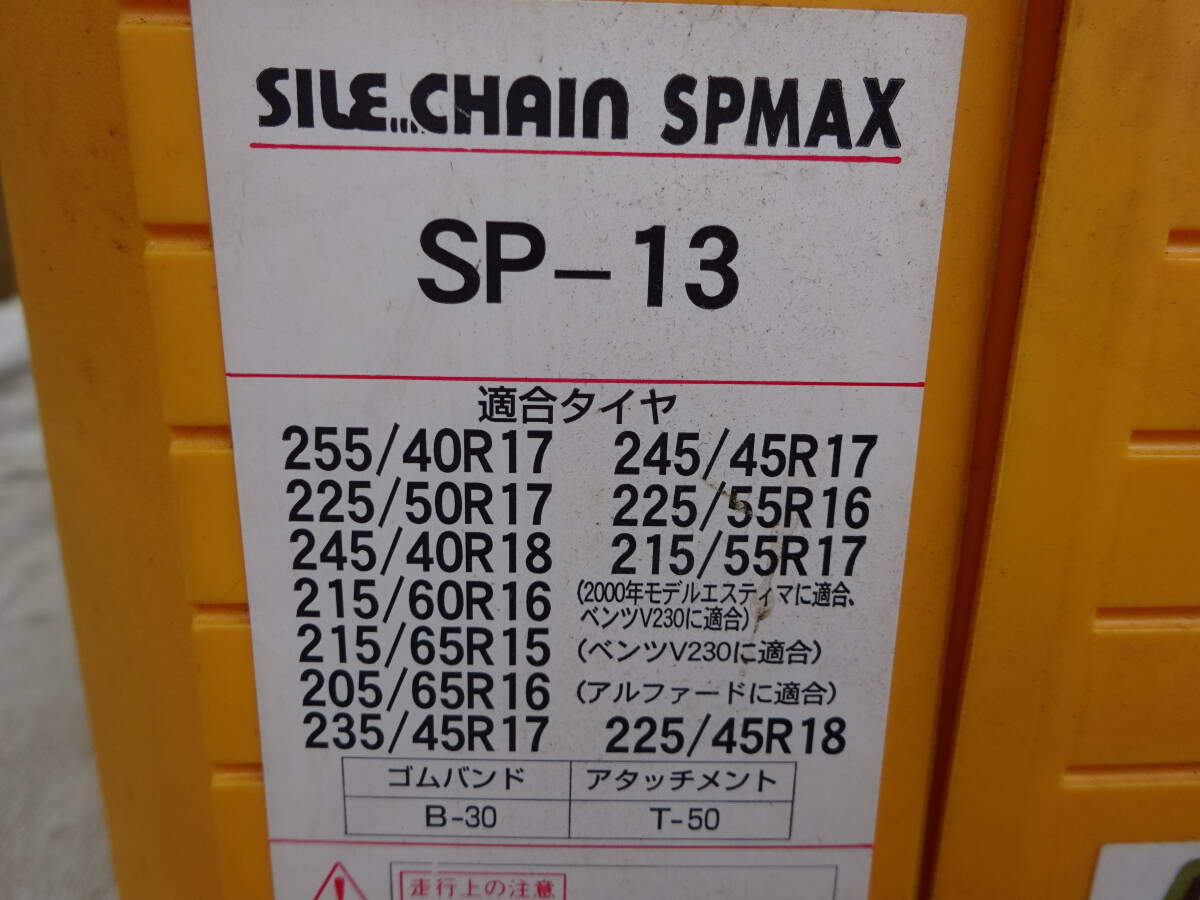 SILE...CHAIN SPMAX
SP-13
適合タイヤ
255/40R17 245/45R17
225/50R17 225/55R16
245/40R18 215/55R17
215/60R16 (2000年モデルエスティマに適合、
ベンツV230に適合)
215/65R15 (ベンツV230に適合)
205/65R16 (アルファードに適合)
235/45R17 225/45R18
ゴムバンド アタッチメント
B-30 T-50
走行上の注意